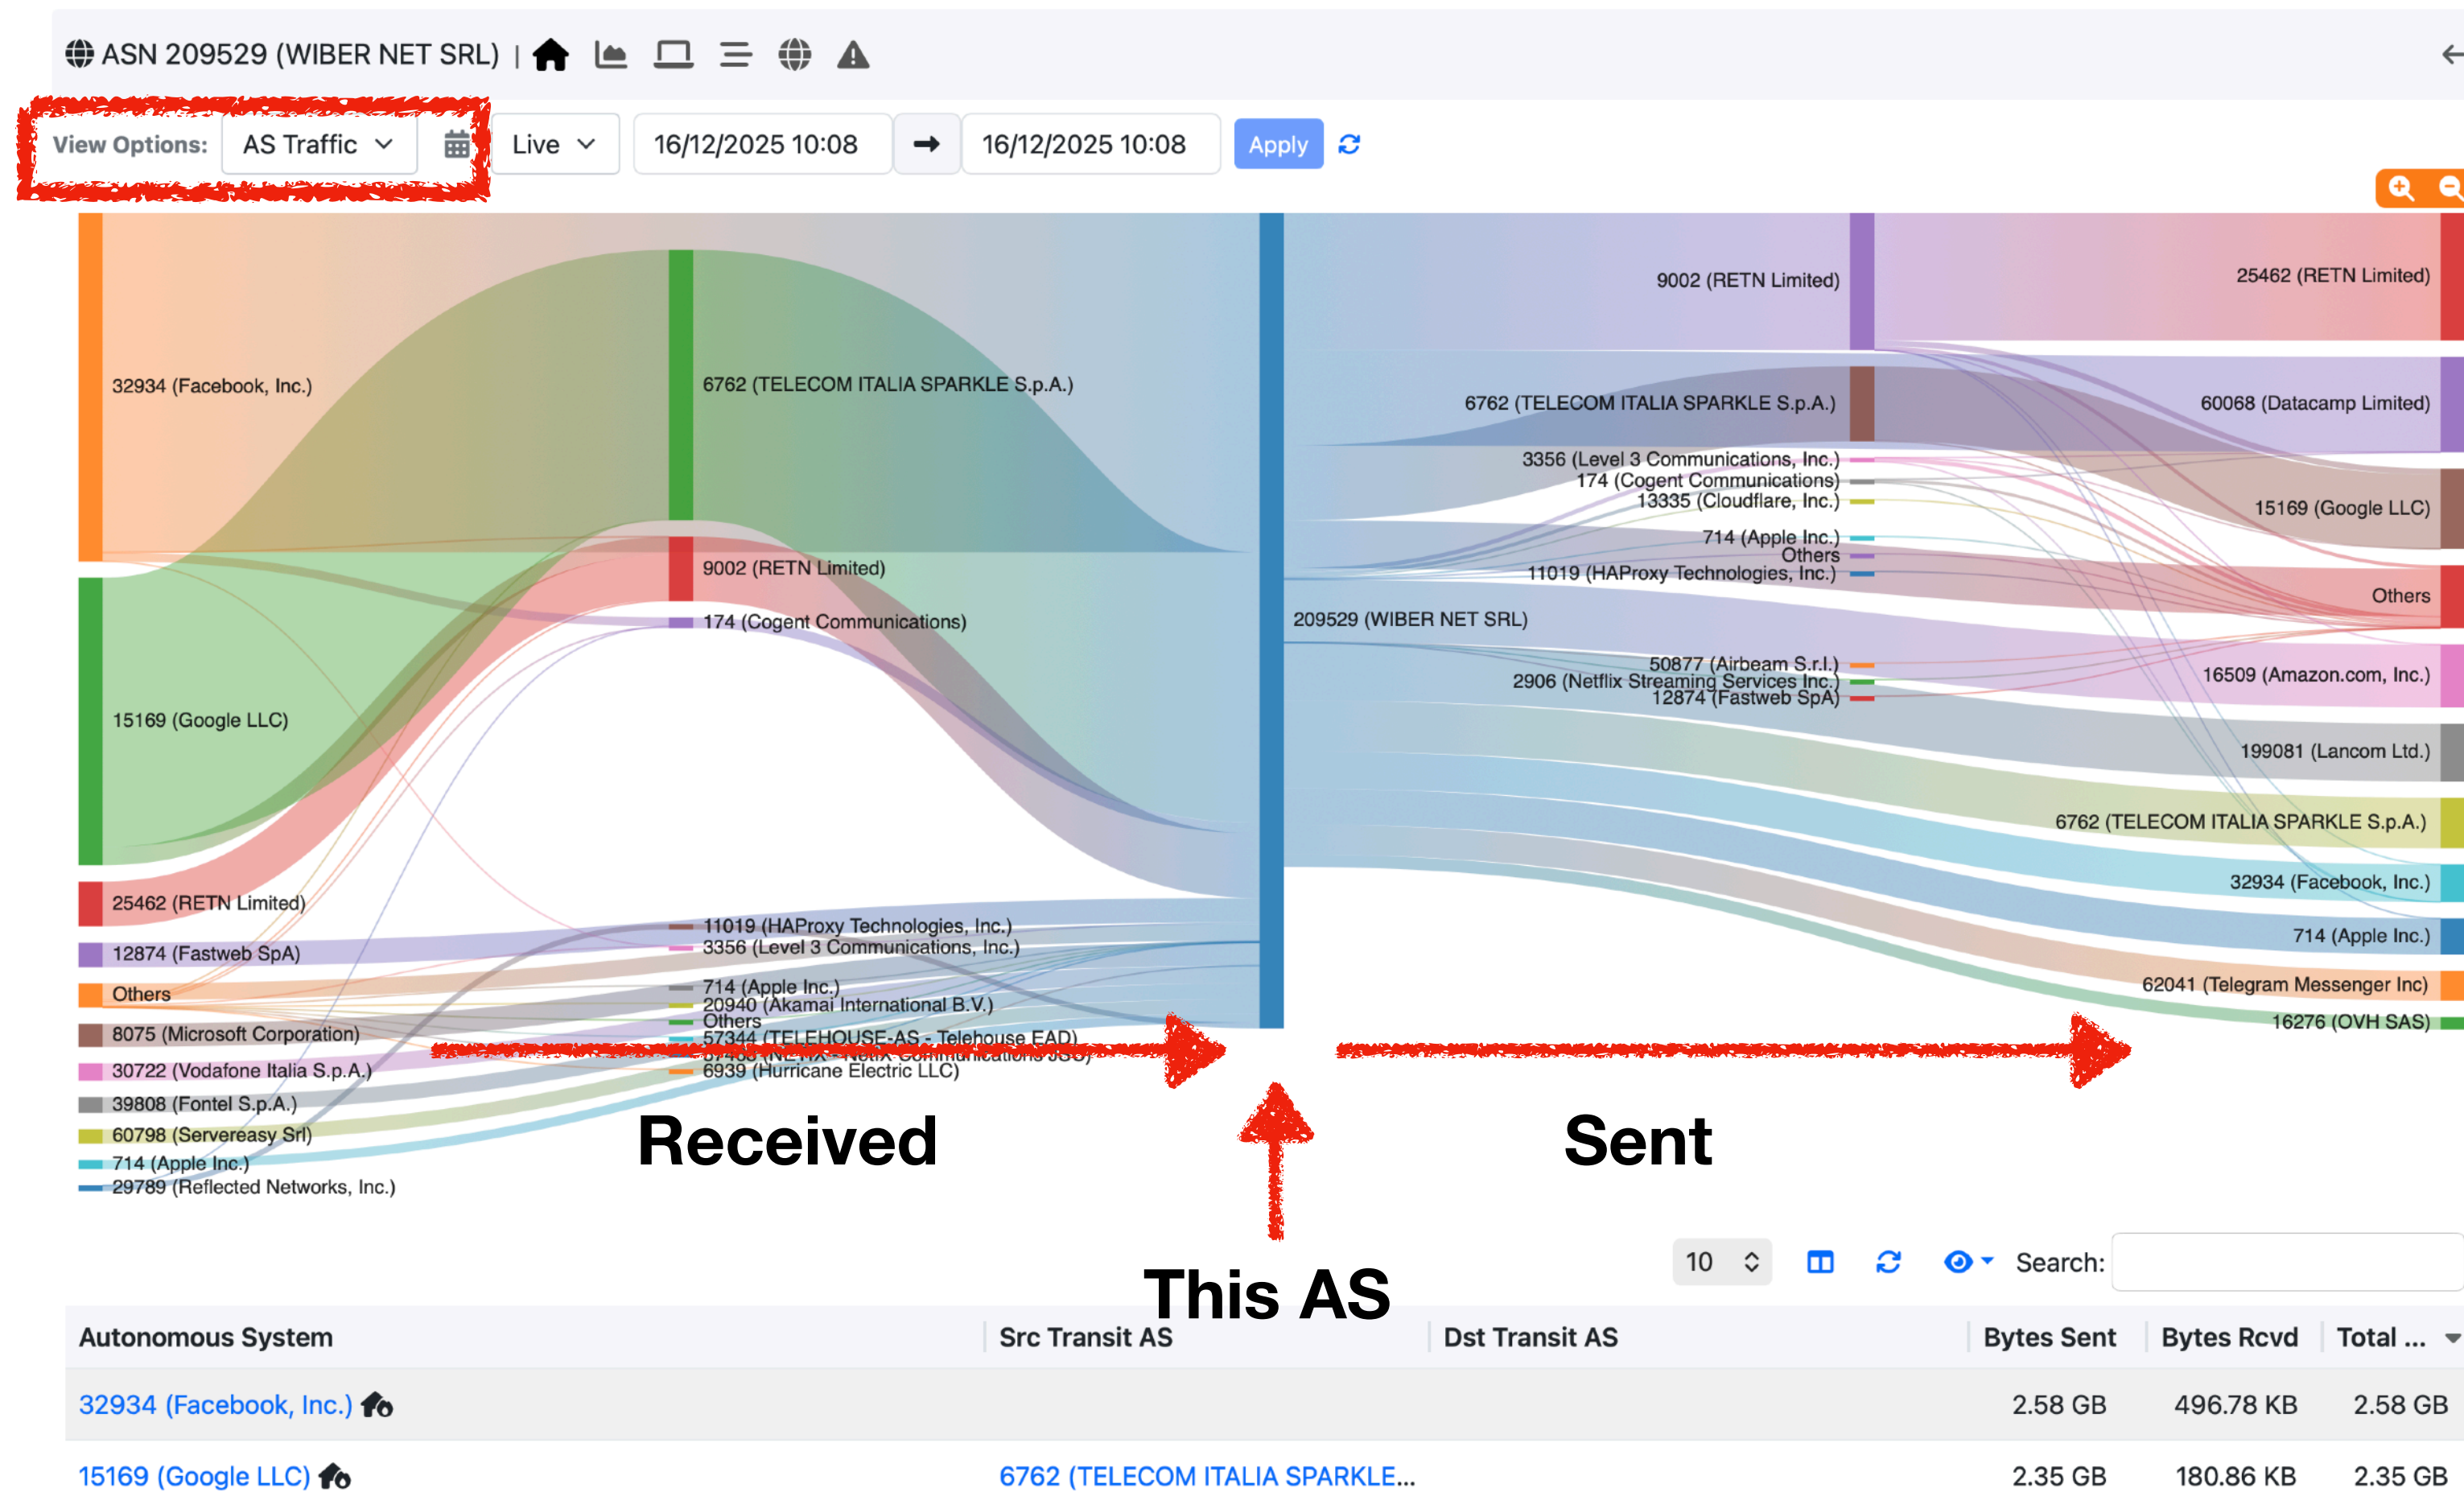 ASN 209529 (WIBER NET SRL) |
View Options: AS Traffic Live 16/12/2025 10:08 16/12/2025 10:08 Apply
32934 (Facebook, Inc.)
15169 (Google LLC)
25462 (RETN Limited)
12874 (Fastweb SpA)
Others
8075 (Microsoft Corporation)
30722 (Vodafone Italia S.p.A.)
39808 (Fontel S.p.A.)
60798 (Servereasy Srl)
714 (Apple Inc.)
29789 (Reflected Networks, Inc.)
6762 (TELECOM ITALIA SPARKLE S.p.A.)
9002 (RETN Limited)
174 (Cogent Communications)
11019 (HAProxy Technologies, Inc.)
3356 (Level 3 Communications, Inc.)
714 (Apple Inc.)
20940 (Akamai International B.V.)
Others
57344 (TELEHOUSE-AS - Telehouse EAD)
6939 (Hurricane Electric LLC)
209529 (WIBER NET SRL)
9002 (RETN Limited)
6762 (TELECOM ITALIA SPARKLE S.p.A.)
3356 (Level 3 Communications, Inc.)
174 (Cogent Communications)
13335 (Cloudflare, Inc.)
714 (Apple Inc.)
Others
11019 (HAProxy Technologies, Inc.)
50877 (Airbeam S.r.l.)
2906 (Netflix Streaming Services Inc.)
12874 (Fastweb SpA)
25462 (RETN Limited)
60068 (Datacamp Limited)
15169 (Google LLC)
Others
16509 (Amazon.com, Inc.)
199081 (Lancom Ltd.)
6762 (TELECOM ITALIA SPARKLE S.p.A.)
32934 (Facebook, Inc.)
714 (Apple Inc.)
62041 (Telegram Messenger Inc)
16276 (OVH SAS)
Received
Sent
This AS
10 Search:
Autonomous System Src Transit AS Dst Transit AS Bytes Sent Bytes Rcvd Total ...
32934 (Facebook, Inc.) 2.58 GB 496.78 KB 2.58 GB
15169 (Google LLC) 6762 (TELECOM ITALIA SPARKLE... 2.35 GB 180.86 KB 2.35 GB